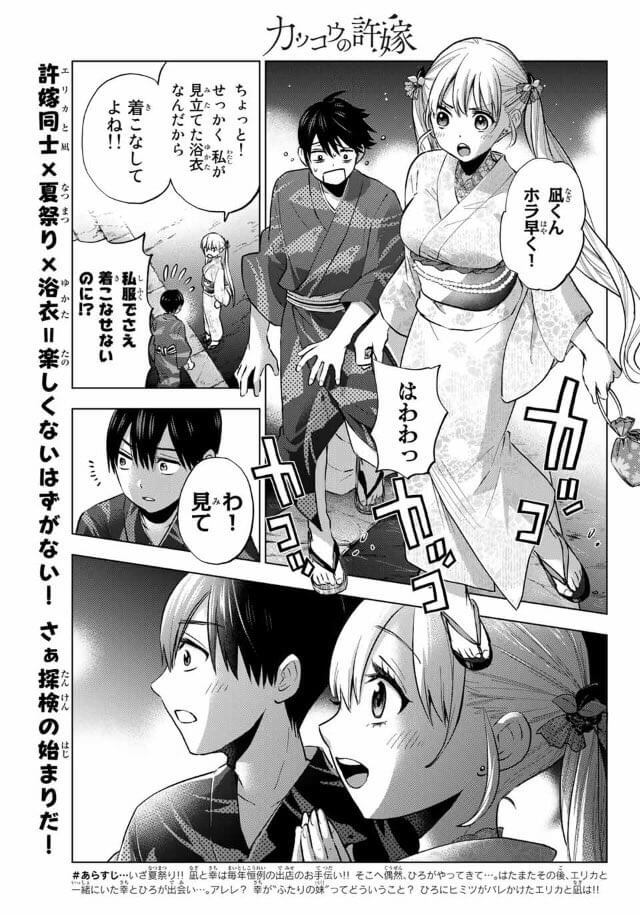 カッコウの許嫁
凪くん
ホラ早く!
はわわっ
カッ
コッ
カッ
コッ
ちょっと!
せっかく私が
見立てた浴衣
なんだから
着こなして
よね!!
私服でさえ
着こなせない
のに!?
わ!
見て
許嫁同士×夏祭り×浴衣=楽しくないはずがない! さぁ探検の始まりだ!
#あらすじ…いざ夏祭り!! 凪と幸は毎年恒例の出店のお手伝い!! そこへ偶然、ひろがやってきて…。はたまたその後、エリカと
一緒にいた幸とひろが出会い…。アレレ? 幸が“ふたりの妹”ってどういうこと? ひろにヒミツがバレかけたエリカと凪は!!